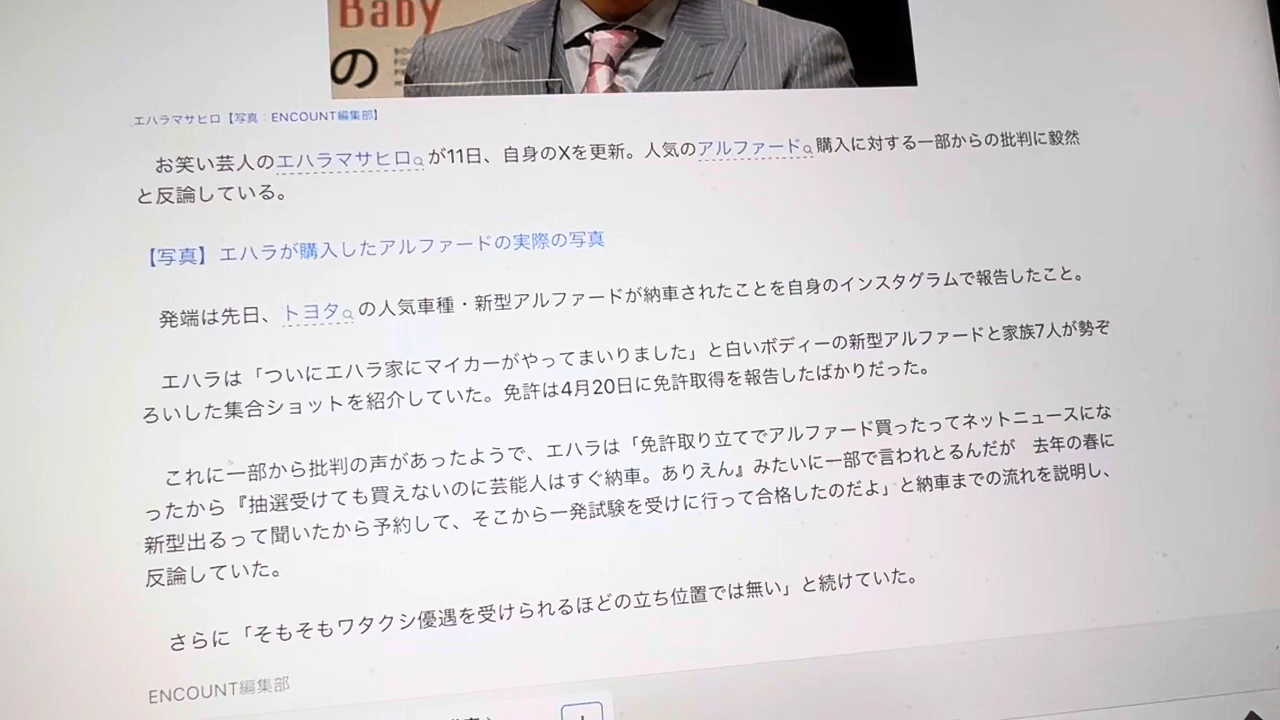 Baby
の
エハラマサヒロ【写真：ENCOUNT編集部】
お笑い芸人のエハラマサヒロが11日、自身のXを更新。人気のアルファード購入に対する一部からの批判に毅然
と反論している。
【写真】エハラが購入したアルファードの実際の写真
発端は先日、トヨタの人気車種・新型アルファードが納車されたことを自身のインスタグラムで報告したこと。
エハラは「ついにエハラ家にマイカーがやってまいりました」と白いボディーの新型アルファードと家族7人が勢ぞ
ろいした集合ショットを紹介していた。免許は4月20日に免許取得を報告したばかりだった。
これに一部から批判の声があったようで、エハラは「免許取り立てでアルファード買ったってネットニュースにな
ったから『抽選受けても買えないのに芸能人はすぐ納車。ありえん』みたいに一部で言われとるんだが　去年の春に
新型出るって聞いたから予約して、そこから一発試験を受けに行って合格したのだよ」と納車までの流れを説明し、
反論していた。
さらに「そもそもワタクシ優遇を受けられるほどの立ち位置では無い」と続けていた。
ENCOUNT編集部